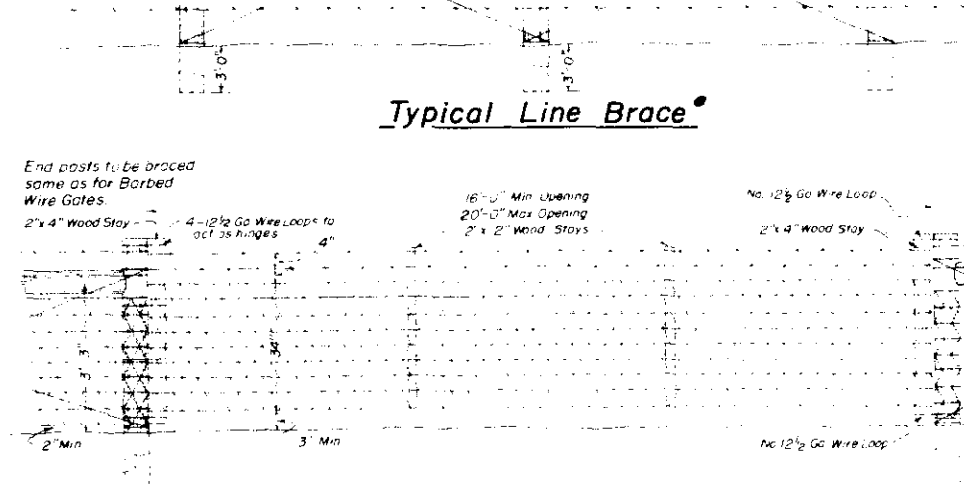 3'-0"
3'-0"
Typical Line Brace
End posts to be braced
same as for Barbed
Wire Gates.
2"x 4" Wood Stay
4-12½ Ga Wire Loops to
act as hinges
4"
16'-0" Min Opening
20'-0" Max Opening
2" x 2" Wood Stays
No. 12½ Ga Wire Loop
2"x 4" Wood Stay
3'3"
34"
2" Min
3" Min
No 12½ Ga Wire Loop